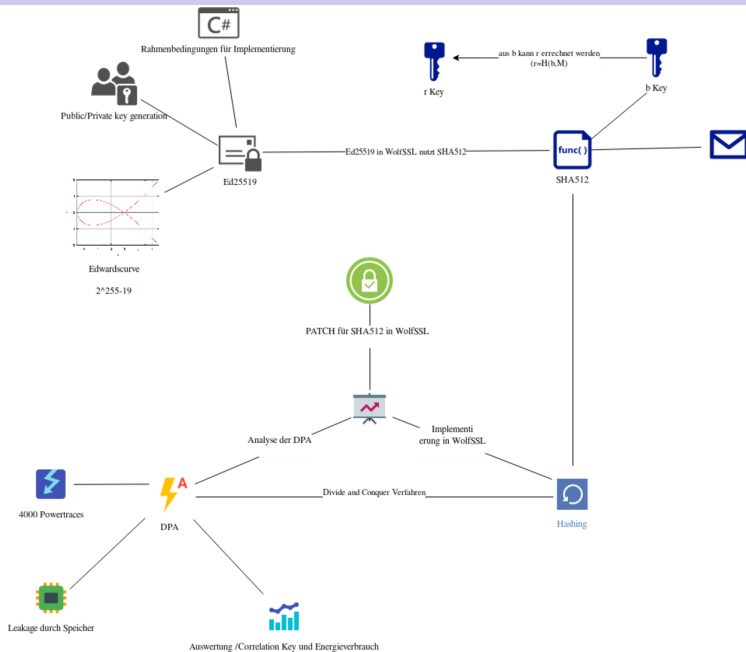 C#
Rahmenbedingungen für Implementierung
aus b kann r errechnet werden
(r=H(b,M)
r Key
b Key
Public/Private key generation
Ed25519
Ed25519 in WolfSSL nutzt SHA512
func( )
SHA512
Edwardscurve
2^255-19
PATCH für SHA512 in WolfSSL
Analyse der DPA
Implementi
erung in WolfSSL
4000 Powertraces
A
DPA
Divide and Conquer Verfahren
Hashing
Leakage durch Speicher
Auswertung /Correlation Key und Energieverbrauch